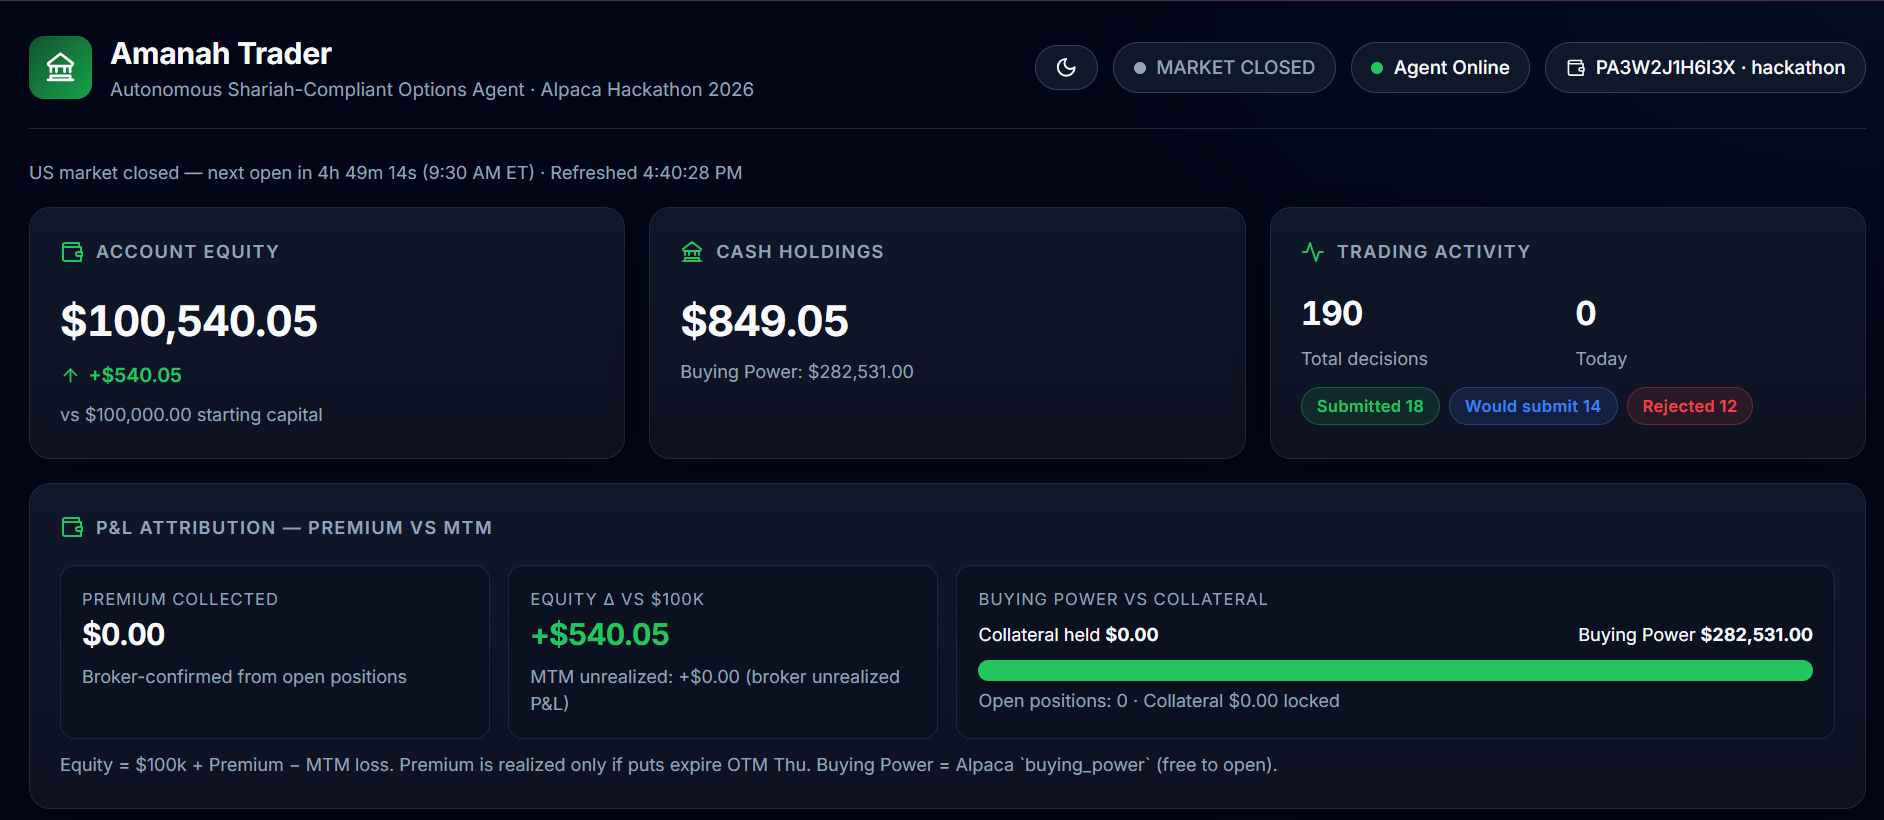 Amanah Trader
Autonomous Shariah-Compliant Options Agent · Alpaca Hackathon 2026
MARKET CLOSED
Agent Online
PA3W2J1H6I3X · hackathon
US market closed — next open in 4h 49m 14s (9:30 AM ET) · Refreshed 4:40:28 PM
ACCOUNT EQUITY
$100,540.05
↑ +$540.05
vs $100,000.00 starting capital
CASH HOLDINGS
$849.05
Buying Power: $282,531.00
TRADING ACTIVITY
190
Total decisions
0
Today
Submitted 18
Would submit 14
Rejected 12
P&L ATTRIBUTION — PREMIUM VS MTM
PREMIUM COLLECTED
$0.00
Broker-confirmed from open positions
EQUITY Δ VS $100K
+$540.05
MTM unrealized: +$0.00 (broker unrealized
P&L)
BUYING POWER VS COLLATERAL
Collateral held $0.00
Buying Power $282,531.00
Open positions: 0 · Collateral $0.00 locked
Equity = $100k + Premium − MTM loss. Premium is realized only if puts expire OTM Thu. Buying Power = Alpaca `buying_power` (free to open).